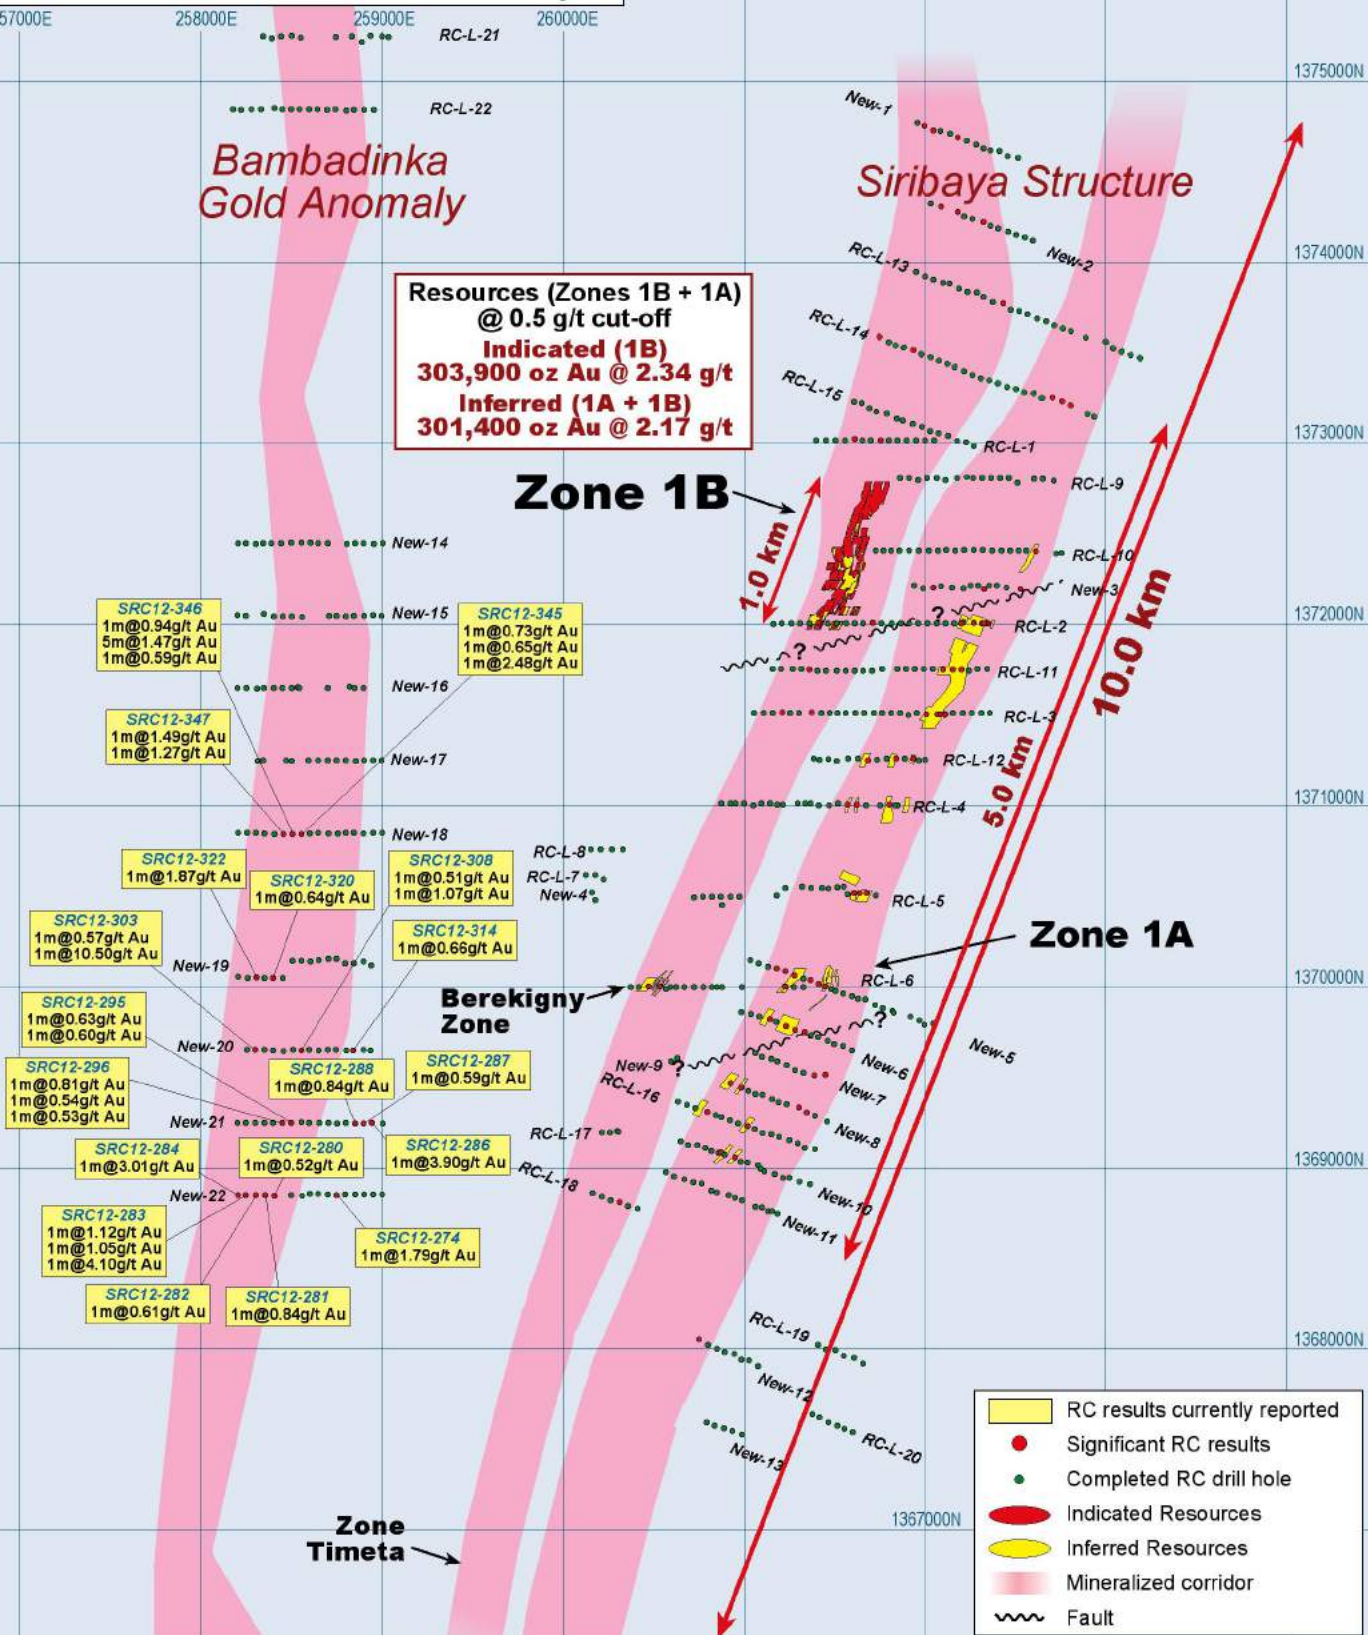 57000E
258000E
259000E
260000E
RC-L-21
1375000N
RC-L-22
New-1
Bambadinka
Gold Anomaly
Siribaya Structure
New-2
RC-L-13
1374000N
Resources (Zones 1B + 1A)
@ 0.5 g/t cut-off
Indicated (1B)
303,900 oz Au @ 2.34 g/t
Inferred (1A + 1B)
301,400 oz Au @ 2.17 g/t
RC-L-14
RC-L-15
1373000N
RC-L-1
RC-L-9
Zone 1B
1.0 km
New-14
RC-L-10
New-3
?
?
SRC12-346
1m@0.94g/t Au
5m@1.47g/t Au
1m@0.59g/t Au
New-15
SRC12-345
1m@0.73g/t Au
1m@0.65g/t Au
1m@2.48g/t Au
1372000N
RC-L-2
RC-L-11
10.0 km
New-16
SRC12-347
1m@1.49g/t Au
1m@1.27g/t Au
RC-L-3
New-17
RC-L-12
5.0 km
1371000N
RC-L-4
New-18
SRC12-322
1m@1.87g/t Au
SRC12-320
1m@0.64g/t Au
SRC12-308
1m@0.51g/t Au
1m@1.07g/t Au
RC-L-8
RC-L-7
New-4
RC-L-5
SRC12-303
1m@0.57g/t Au
1m@10.50g/t Au
SRC12-314
1m@0.66g/t Au
Zone 1A
New-19
1370000N
RC-L-6
Berekigny
Zone
SRC12-295
1m@0.63g/t Au
1m@0.60g/t Au
New-20
?
New-5
SRC12-296
1m@0.81g/t Au
1m@0.54g/t Au
1m@0.53g/t Au
SRC12-288
1m@0.84g/t Au
SRC12-287
1m@0.59g/t Au
New-9
?
New-6
RC-L-16
New-7
New-21
RC-L-17
New-8
SRC12-284
1m@3.01g/t Au
SRC12-280
1m@0.52g/t Au
SRC12-286
1m@3.90g/t Au
1369000N
RC-L-18
New-22
New-10
SRC12-283
1m@1.12g/t Au
1m@1.05g/t Au
1m@4.10g/t Au
SRC12-274
1m@1.79g/t Au
New-11
SRC12-282
1m@0.61g/t Au
SRC12-281
1m@0.84g/t Au
RC-L-19
1368000N
New-12
New-13
RC-L-20
1367000N
Zone
Timeta
RC results currently reported
Significant RC results
Completed RC drill hole
Indicated Resources
Inferred Resources
Mineralized corridor
Fault